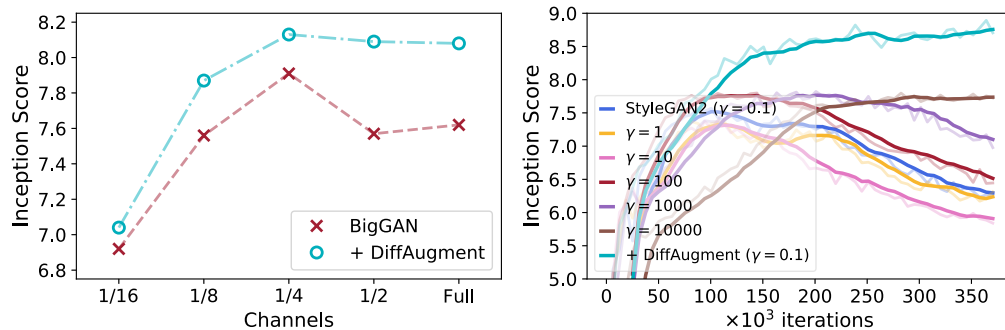 Inception Score
8.2
8.0
7.8
7.6
7.4
7.2
7.0
6.8
BigGAN
+ DiffAugment
1/16 1/8 1/4 1/2 Full
Channels
Inception Score
9.0
8.5
8.0
7.5
7.0
6.5
6.0
5.5
5.0
StyleGAN2 (γ = 0.1)
γ = 1
γ = 10
γ = 100
γ = 1000
γ = 10000
+ DiffAugment (γ = 0.1)
0 50 100 150 200 250 300 350
×10³ iterations